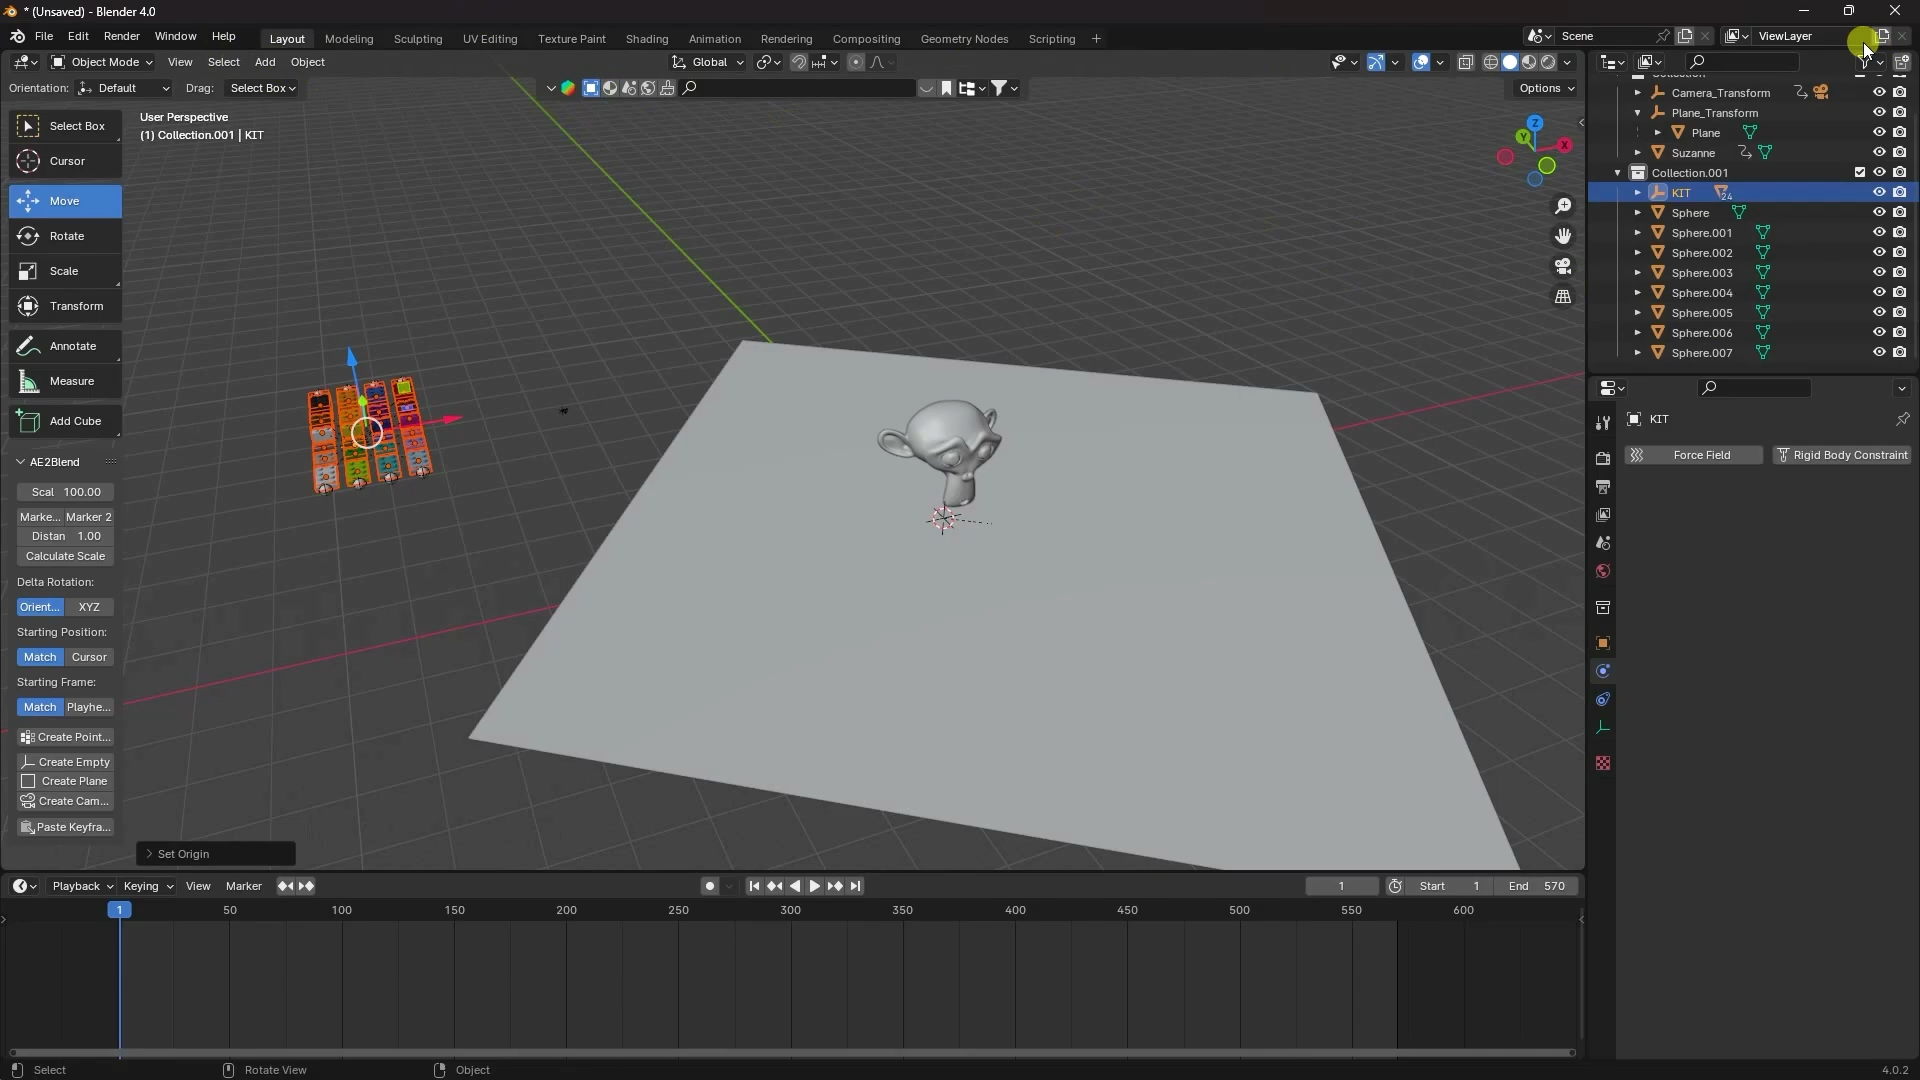 * (Unsaved) - Blender 4.0
File Edit Render Window Help
Layout Modeling Sculpting UV Editing Texture Paint Shading Animation Rendering Compositing Geometry Nodes Scripting +
Scene
ViewLayer
Object Mode View Select Add Object
Global
Orientation: Default Drag: Select Box
Options
User Perspective
(1) Collection.001 | KIT
Select Box
Cursor
Move
Rotate
Scale
Transform
Annotate
Measure
Add Cube
AE2Blend
Scal 100.00
Marke... Marker 2
Distan 1.00
Calculate Scale
Delta Rotation:
Orient... XYZ
Starting Position:
Match Cursor
Starting Frame:
Match Playhe...
Create Point...
Create Empty
Create Plane
Create Cam...
Paste Keyfra...
Set Origin
Z
Y
X
Camera_Transform
Plane_Transform
Plane
Suzanne
Collection.001
KIT 24
Sphere
Sphere.001
Sphere.002
Sphere.003
Sphere.004
Sphere.005
Sphere.006
Sphere.007
KIT
Force Field Rigid Body Constraint
Playback Keying View Marker
1 Start 1 End 570
1 50 100 150 200 250 300 350 400 450 500 550 600
Select Rotate View Object
4.0.2